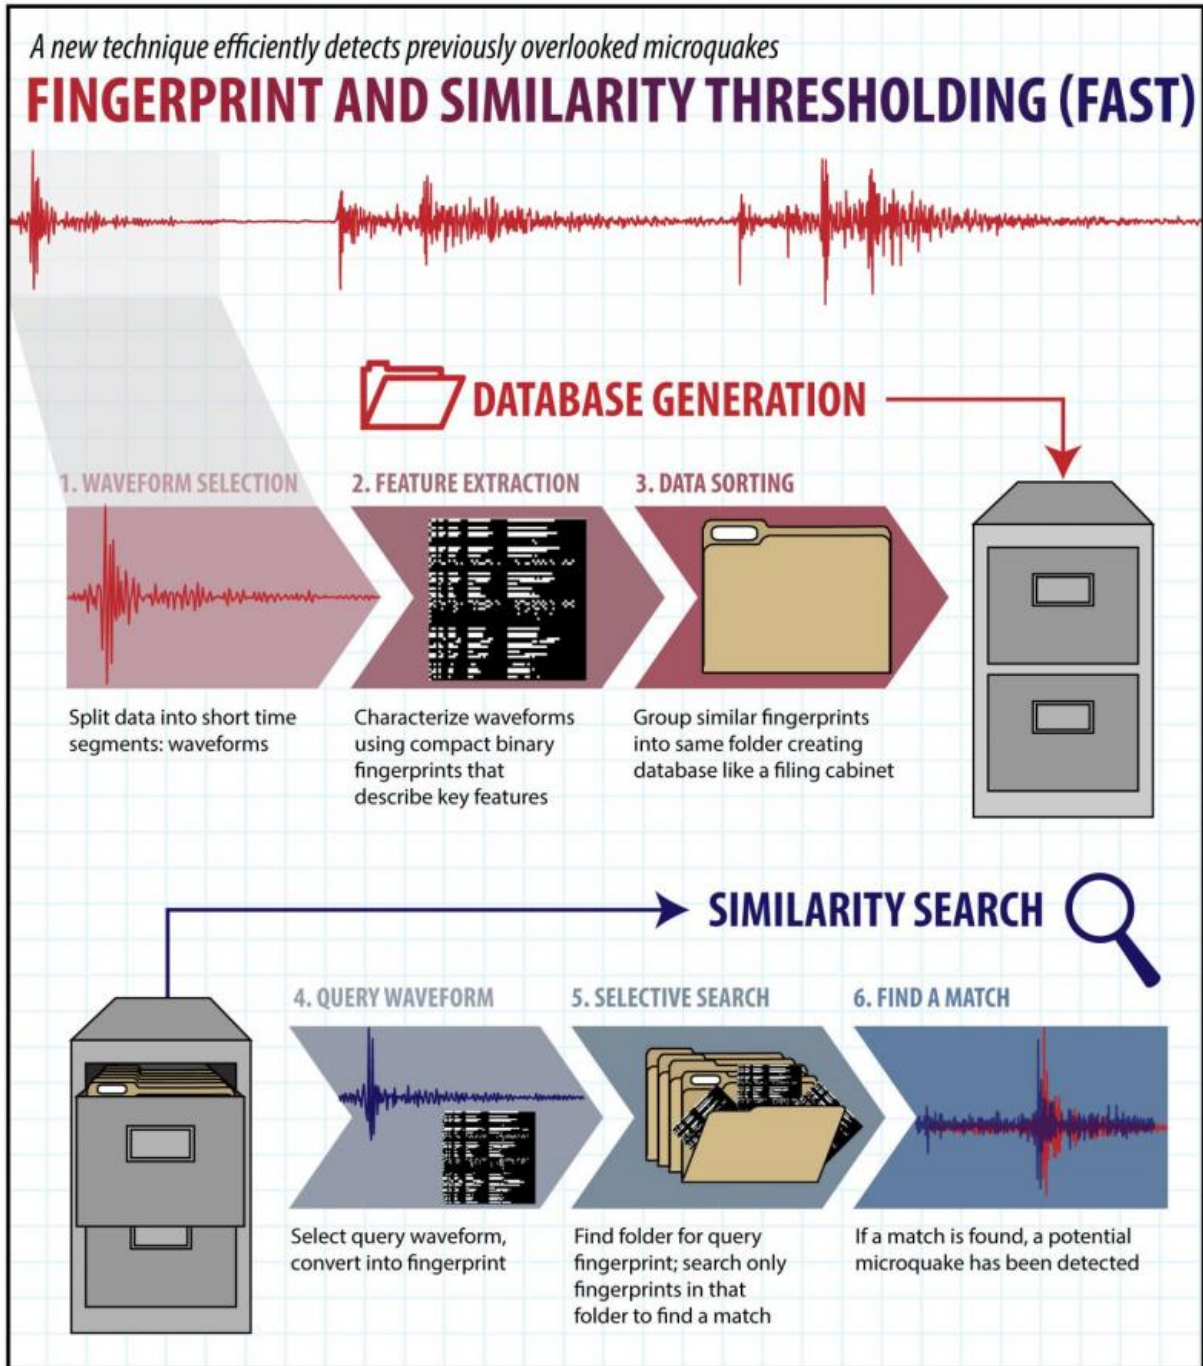 A new technique efficiently detects previously overlooked microquakes
FINGERPRINT AND SIMILARITY THRESHOLDING (FAST)
DATABASE GENERATION
1. WAVEFORM SELECTION
Split data into short time
segments: waveforms
2. FEATURE EXTRACTION
Characterize waveforms
using compact binary
fingerprints that
describe key features
3. DATA SORTING
Group similar fingerprints
into same folder creating
database like a filing cabinet
SIMILARITY SEARCH
4. QUERY WAVEFORM
Select query waveform,
convert into fingerprint
5. SELECTIVE SEARCH
Find folder for query
fingerprint; search only
fingerprints in that
folder to find a match
6. FIND A MATCH
If a match is found, a potential
microquake has been detected